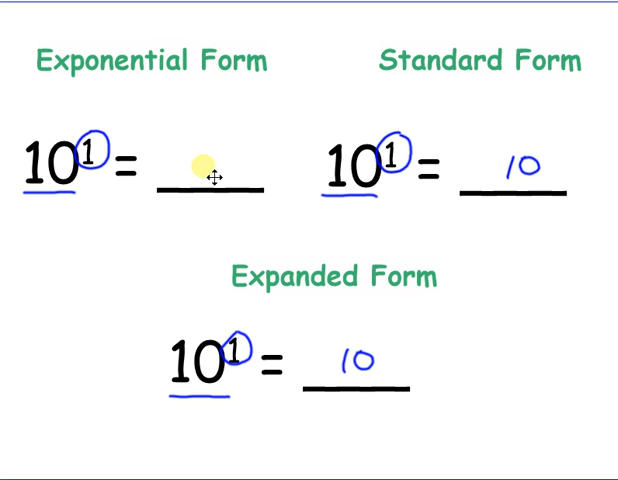 Exponential Form Standard Form
10¹ = ____ 10¹ = 10
Expanded Form
10¹ = 10